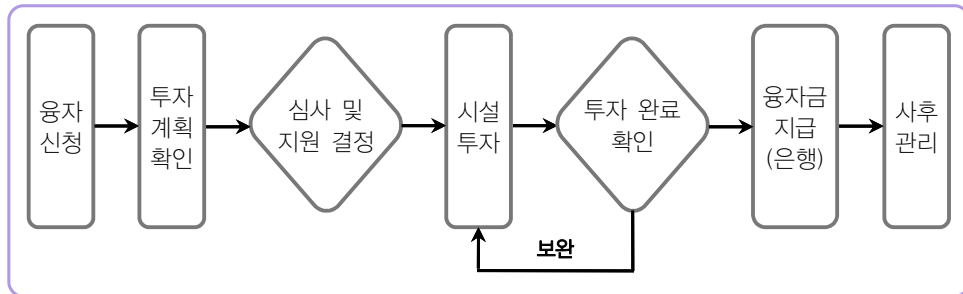 융자
신청
투자
계획
확인
심사 및
지원 결정
시설
투자
투자 완료
확인
융자금
지급
(은행)
사후
관리
보완